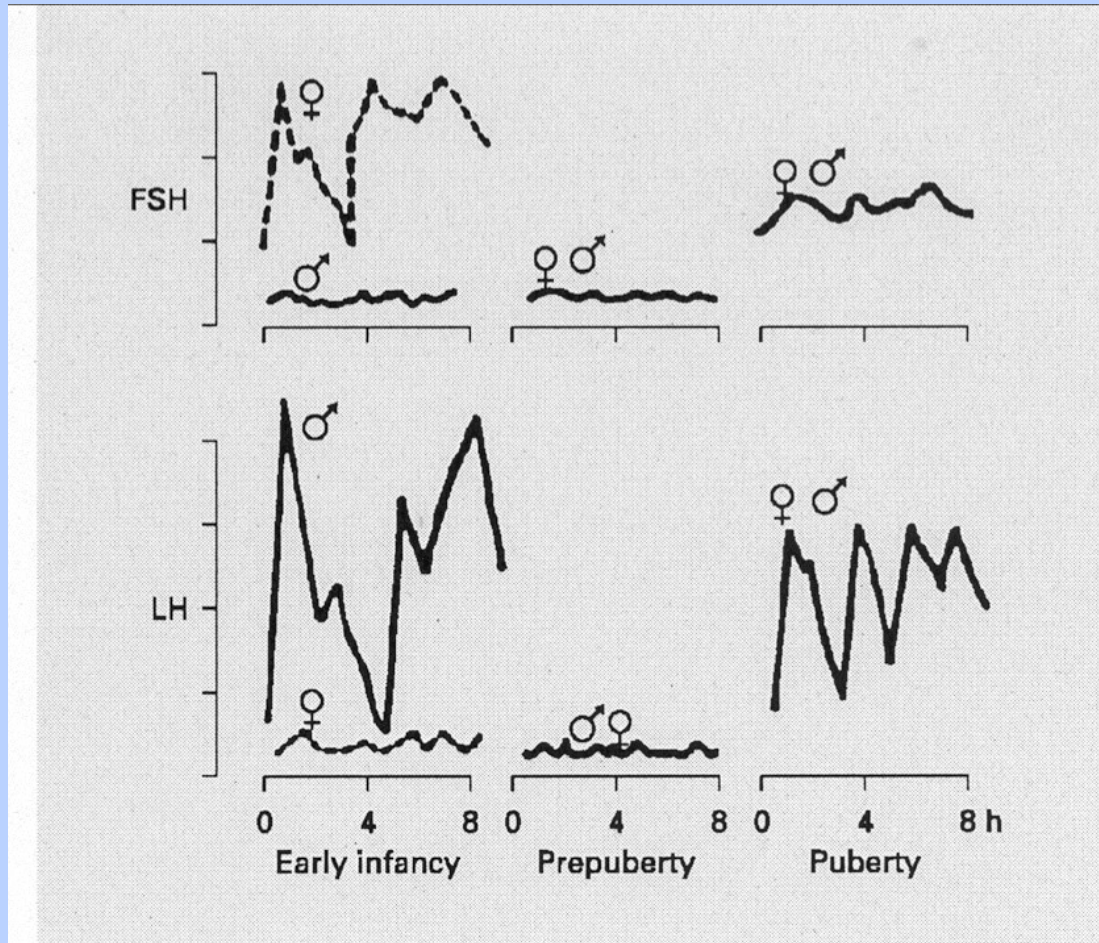 ♀
♂
FSH
♀ ♂
♀ ♂
♂
♀
LH
♂ ♀
♀ ♂
0 4 8 0 4 8 0 4 8 h
Early infancy Prepuberty Puberty